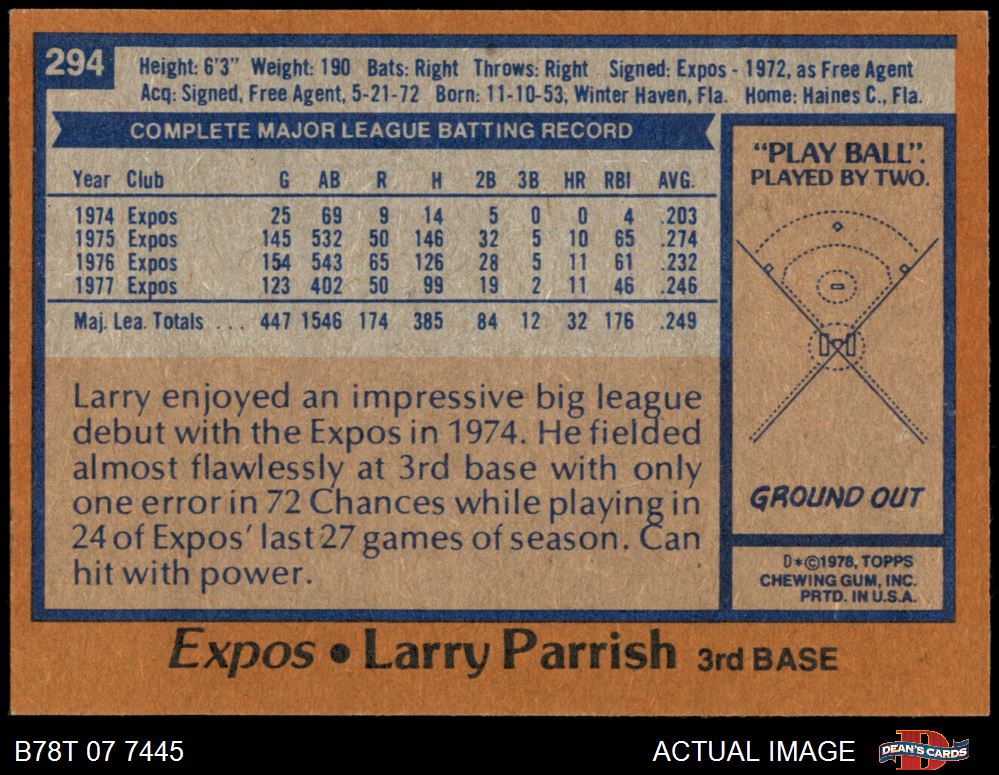 294
Height: 6'3" Weight: 190 Bats: Right Throws: Right Signed: Expos - 1972, as Free Agent
Acq: Signed, Free Agent, 5-21-72 Born: 11-10-53, Winter Haven, Fla. Home: Haines C., Fla.
COMPLETE MAJOR LEAGUE BATTING RECORD
Year Club G AB R H 2B 3B HR RBI AVG.
1974 Expos 25 69 9 14 5 0 0 4 .203
1975 Expos 145 532 50 146 32 5 10 65 .274
1976 Expos 154 543 65 126 28 5 11 61 .232
1977 Expos 123 402 50 99 19 2 11 46 .246
Maj. Lea. Totals ... 447 1546 174 385 84 12 32 176 .249
Larry enjoyed an impressive big league
debut with the Expos in 1974. He fielded
almost flawlessly at 3rd base with only
one error in 72 Chances while playing in
24 of Expos' last 27 games of season. Can
hit with power.
"PLAY BALL".
PLAYED BY TWO.
GROUND OUT
D*©1978, TOPPS
CHEWING GUM, INC.
PRTD. IN U.S.A.
Expos • Larry Parrish 3rd BASE
B78T 07 7445
ACTUAL IMAGE
D
DEAN'S CARDS